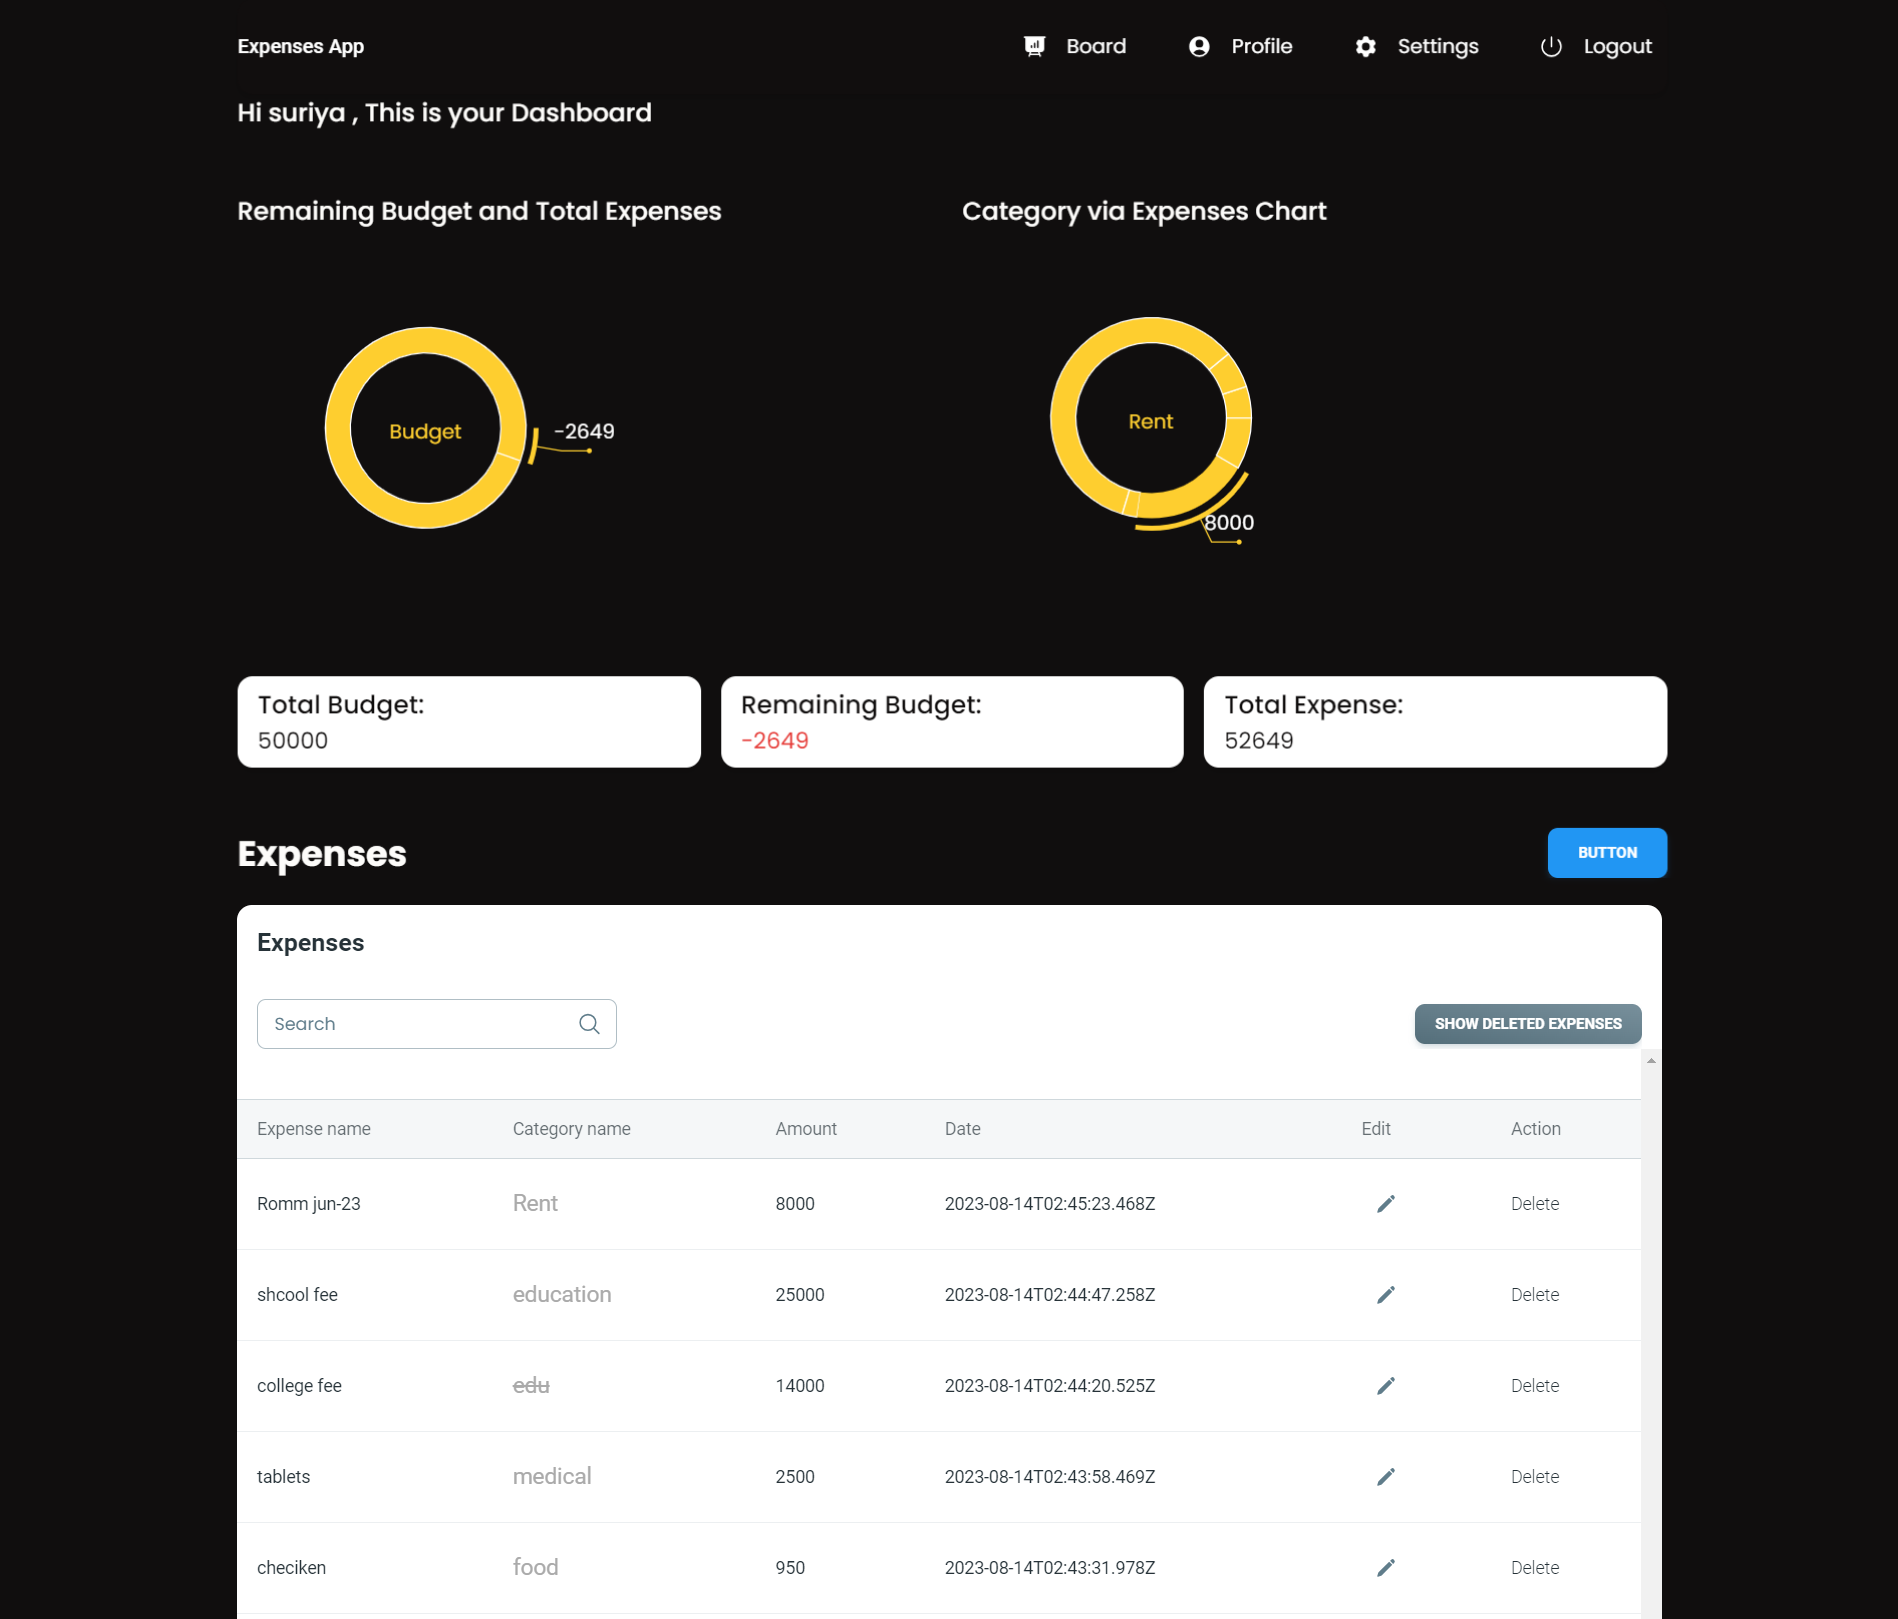 Expenses App
Board
Profile
Settings
Logout
Hi suriya , This is your Dashboard
Remaining Budget and Total Expenses
Category via Expenses Chart
Budget
-2649
Rent
8000
Total Budget:
50000
Remaining Budget:
-2649
Total Expense:
52649
Expenses
BUTTON
Expenses
Search
SHOW DELETED EXPENSES
Expense name Category name Amount Date Edit Action
Romm jun-23 Rent 8000 2023-08-14T02:45:23.468Z Delete
shcool fee education 25000 2023-08-14T02:44:47.258Z Delete
college fee edu 14000 2023-08-14T02:44:20.525Z Delete
tablets medical 2500 2023-08-14T02:43:58.469Z Delete
checiken food 950 2023-08-14T02:43:31.978Z Delete